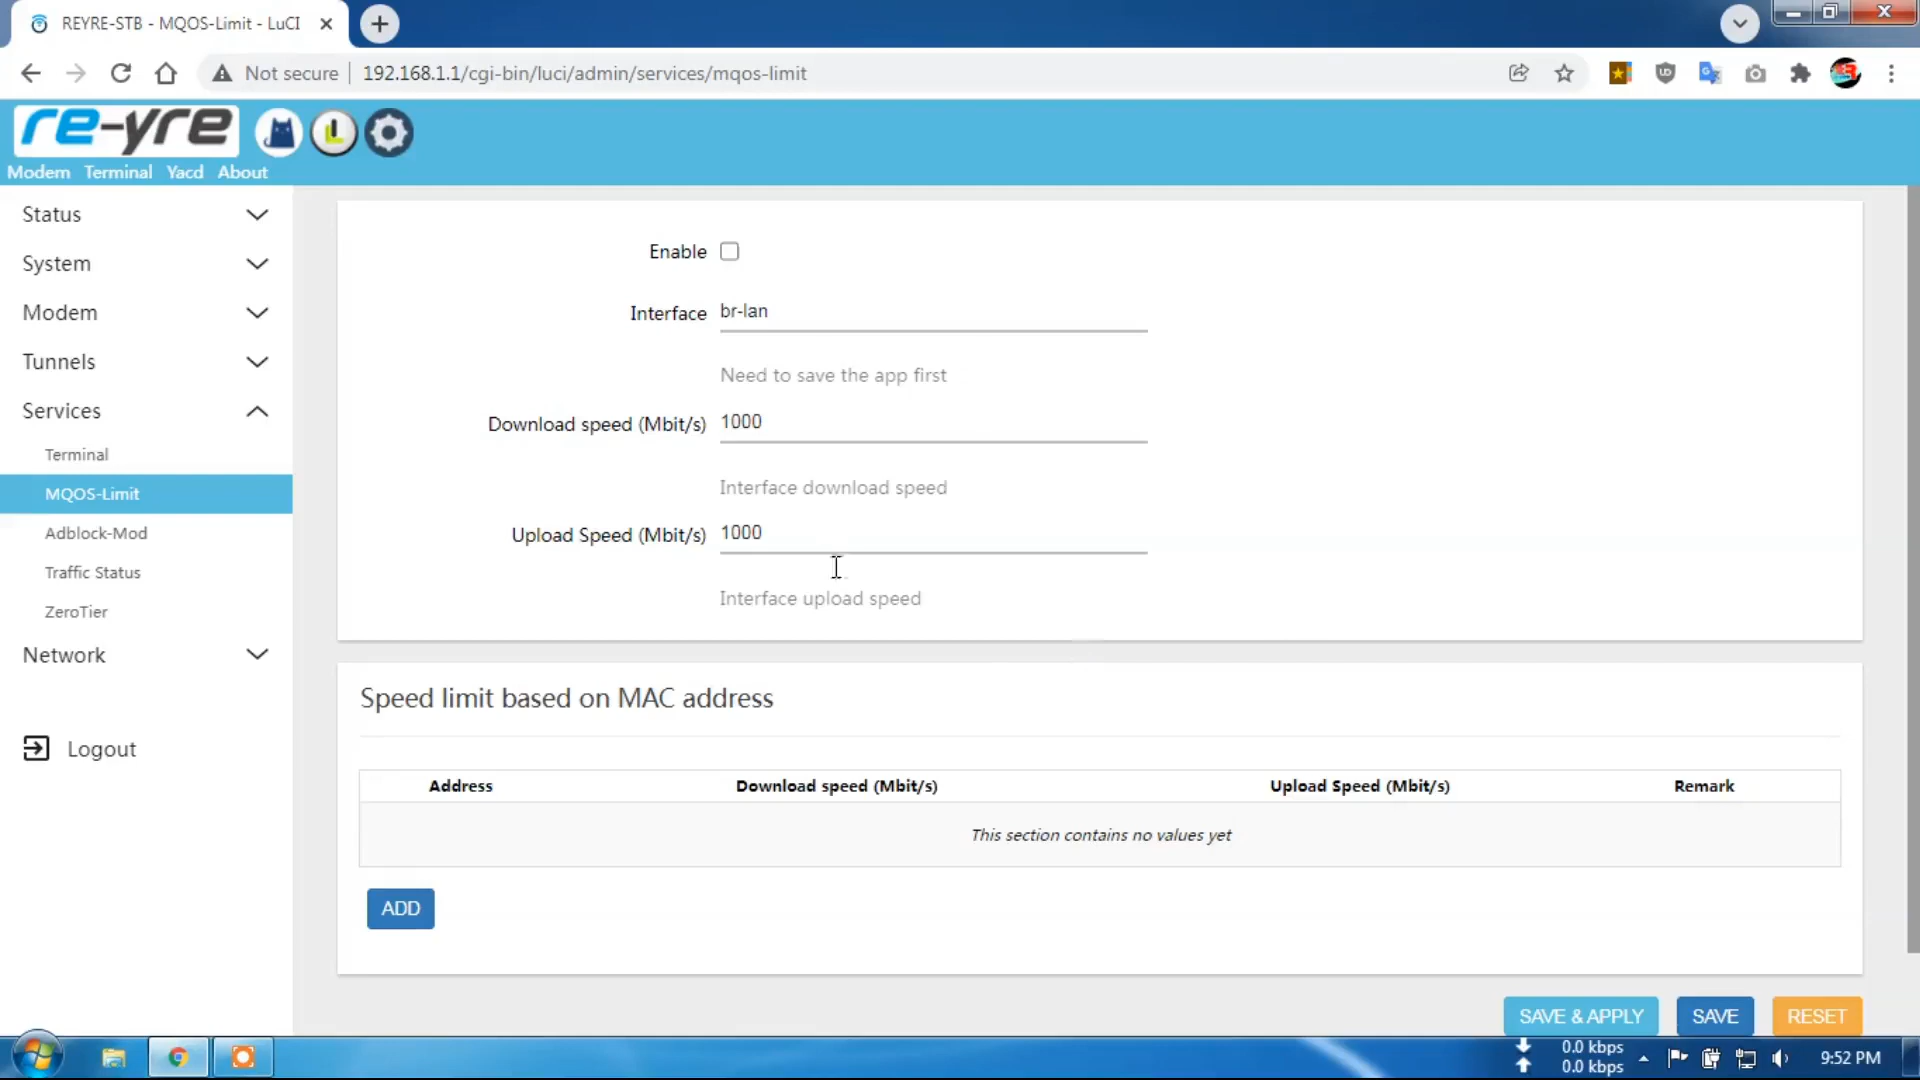 REYRE-STB - MQOS-Limit - LuCI
Not secure
192.168.1.1/cgi-bin/luci/admin/services/mqos-limit
re-yre
Modem Terminal Yacd About
Status
System
Modem
Tunnels
Services
Terminal
MQOS-Limit
Adblock-Mod
Traffic Status
ZeroTier
Network
Logout
Enable
Interface br-lan
Need to save the app first
Download speed (Mbit/s) 1000
Interface download speed
Upload Speed (Mbit/s) 1000
Interface upload speed
Speed limit based on MAC address
Address Download speed (Mbit/s) Upload Speed (Mbit/s) Remark
This section contains no values yet
ADD
SAVE & APPLY SAVE RESET
0.0 kbps
0.0 kbps
9:52 PM